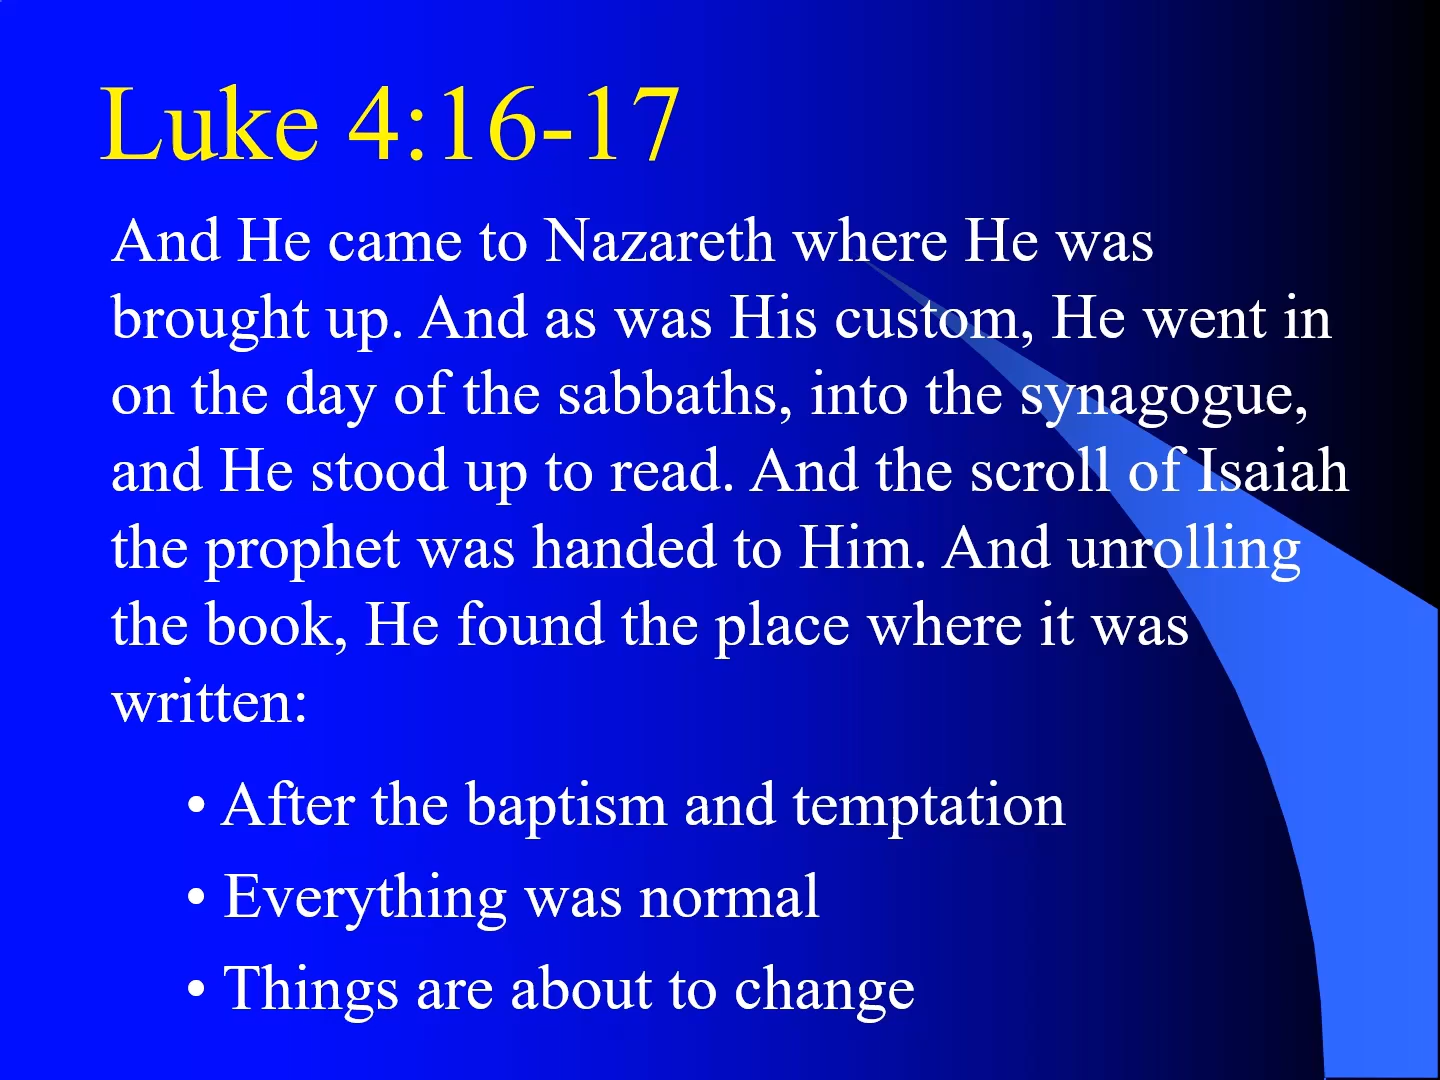 Luke 4:16-17
And He came to Nazareth where He was
brought up. And as was His custom, He went in
on the day of the sabbaths, into the synagogue,
and He stood up to read. And the scroll of Isaiah
the prophet was handed to Him. And unrolling
the book, He found the place where it was
written:
• After the baptism and temptation
• Everything was normal
• Things are about to change